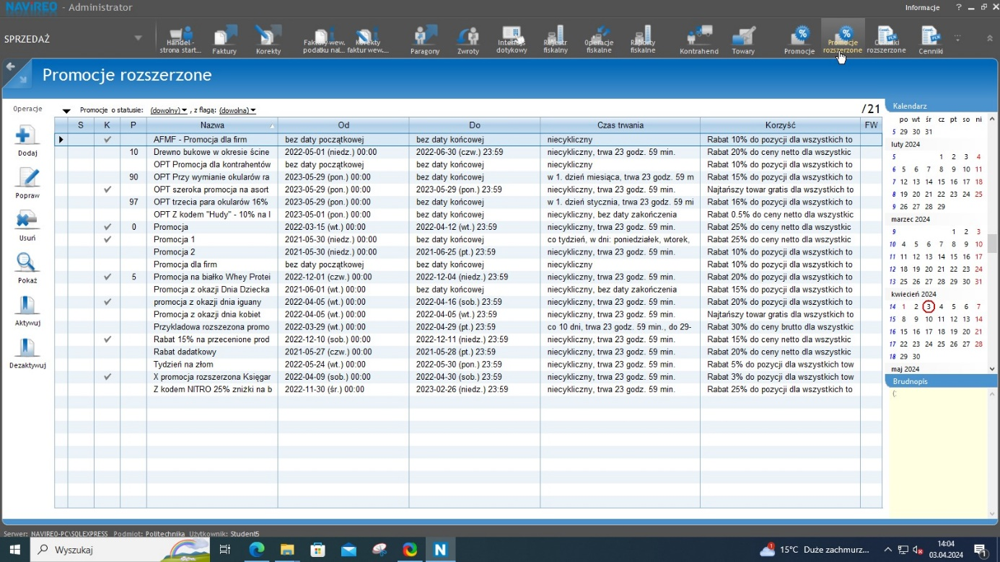 NAViREO - Administrator
Informacje ?
SPRZEDAŻ
Handel - strona start...
Faktury
Korekty
Faktury wew. podatku nal...
Korekty faktur wew....
Paragony
Zwroty
Interfejs dotykowy
Rejestr fiskalny
Operacje fiskalne
Raporty fiskalne
Kontrahenci
Towary
Promocje
Promocje rozszerzone
Cenniki rozszerzone
Cenniki
Promocje rozszerzone
Operacje
Dodaj
Popraw
Usuń
Pokaż
Aktywuj
Dezaktywuj
Promocje o statusie: (dowolny) , z flagą: (dowolna) /21
S K P Nazwa Od Do Czas trwania Korzyść FW
AFMF - Promocja dla firm bez daty początkowej bez daty końcowej niecykliczny Rabat 10% do pozycji dla wszystkich to
10 Drewno bukowe w okresie ścine 2022-05-01 (niedz.) 00:00 2022-06-30 (czw.) 23:59 niecykliczny, trwa 23 godz. 59 min. Rabat 20% do ceny netto dla wszystkic
OPT Promocja dla kontrahentów bez daty początkowej bez daty końcowej niecykliczny Rabat 10% do pozycji dla wszystkich to
90 OPT Przy wymianie okularów ra 2023-05-29 (pon.) 00:00 bez daty końcowej w 1. dzień miesiąca, trwa 23 godz. 59 m Rabat 15% do pozycji dla wszystkich to
OPT szeroka promocja na asort 2023-05-29 (pon.) 00:00 2023-05-29 (pon.) 23:59 niecykliczny, trwa 23 godz. 59 min. Najtańszy towar gratis dla wszystkich to
97 OPT trzecia para okularów 16% 2023-05-29 (pon.) 00:00 bez daty końcowej w 1. dzień stycznia, trwa 23 godz. 59 mi Rabat 16% do pozycji dla wszystkich to
OPT Z kodem "Hudy" - 10% na l 2023-05-01 (pon.) 00:00 bez daty końcowej niecykliczny, bez daty zakończenia Rabat 0.5% do ceny netto dla wszystkic
0 Promocja 2022-03-15 (wt.) 00:00 2022-04-12 (wt.) 23:59 niecykliczny, trwa 23 godz. 59 min. Rabat 25% do ceny netto dla wszystkic
Promocja 1 2021-05-30 (niedz.) 00:00 bez daty końcowej co tydzień, w dni: poniedziałek, wtorek, Rabat 25% do ceny netto dla wszystkic
Promocja 2 2021-05-30 (niedz.) 00:00 2021-06-25 (pt.) 23:59 niecykliczny, trwa 23 godz. 59 min. Rabat 10% do pozycji dla wszystkich to
Promocja dla firm bez daty początkowej bez daty końcowej niecykliczny Rabat 10% do pozycji dla wszystkich to
5 Promocja na białko Whey Protei 2022-12-01 (czw.) 00:00 2022-12-04 (niedz.) 23:59 niecykliczny, trwa 23 godz. 59 min. Rabat 20% do pozycji dla wszystkich to
Promocja z okazji Dnia Dziecka 2021-06-01 (wt.) 00:00 bez daty końcowej niecykliczny, bez daty zakończenia Rabat 15% do pozycji dla wszystkich to
promocja z okazji dnia iguany 2022-04-05 (wt.) 00:00 2022-04-16 (sob.) 23:59 niecykliczny, trwa 23 godz. 59 min. Rabat 20% do pozycji dla wszystkich to
Promocja z okazji dnia kobiet 2022-04-05 (wt.) 00:00 2022-04-05 (wt.) 23:59 niecykliczny, trwa 23 godz. 59 min. Najtańszy towar gratis dla wszystkich to
Przykladowa rozszezona promo 2022-03-29 (wt.) 00:00 2022-04-29 (pt.) 23:59 co 10 dni, trwa 23 godz. 59 min., do 29- Rabat 30% do ceny brutto dla wszystkic
Rabat 15% na przecenione prod 2022-12-10 (sob.) 00:00 2022-12-11 (niedz.) 23:59 niecykliczny, trwa 23 godz. 59 min. Rabat 15% do ceny netto dla wszystkic
Rabat dadatkowy 2021-05-27 (czw.) 00:00 2021-05-28 (pt.) 23:59 niecykliczny, trwa 23 godz. 59 min. Rabat 20% do ceny netto dla wszystkic
Tydzień na złom 2022-05-24 (wt.) 00:00 2022-05-30 (pon.) 23:59 niecykliczny, trwa 23 godz. 59 min. Rabat 5% do pozycji dla wszystkich tow
X promocja rozszerzona Księgar 2022-04-09 (sob.) 00:00 2022-04-30 (sob.) 23:59 niecykliczny, trwa 23 godz. 59 min. Rabat 3% do pozycji dla wszystkich tow
Z kodem NITRO 25% zniżki na b 2022-11-30 (śr.) 00:00 2023-02-26 (niedz.) 23:59 niecykliczny, trwa 23 godz. 59 min. Rabat 25% do pozycji dla wszystkich to
Kalendarz
po wt śr cz pt so ni
5 29 30 31
luty 2024
5 1 2 3 4
6 5 6 7 8 9 10 11
7 12 13 14 15 16 17 18
8 19 20 21 22 23 24 25
9 26 27 28 29
marzec 2024
9 1 2 3
10 4 5 6 7 8 9 10
11 11 12 13 14 15 16 17
12 18 19 20 21 22 23 24
13 25 26 27 28 29 30 31
kwiecień 2024
14 1 2 3 4 5 6 7
15 8 9 10 11 12 13 14
16 15 16 17 18 19 20 21
17 22 23 24 25 26 27 28
18 29 30
maj 2024
Brudnopis
(;
Serwer: NAVIREO-PC\SQLEXPRESS Podmiot: Politechnika Użytkownik: Student5
Wyszukaj
N
15°C Duże zachmurz...
14:04
03.04.2024
1